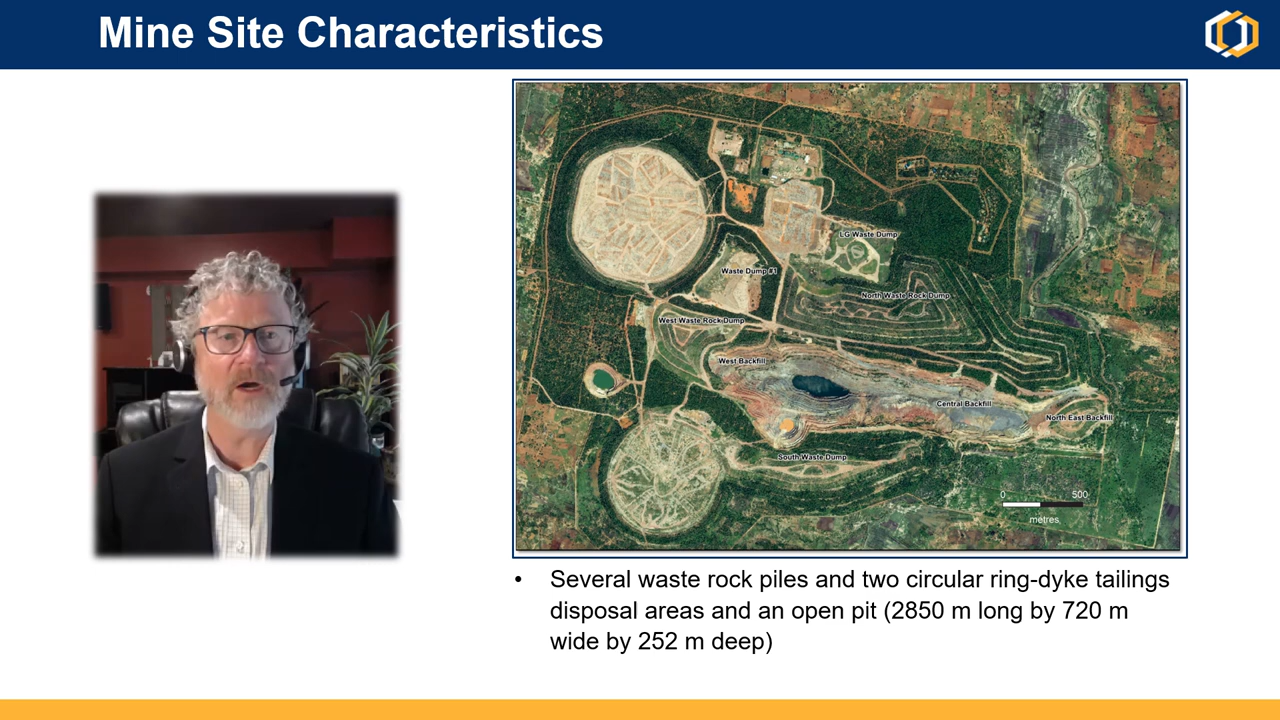 Mine Site Characteristics
LG Waste Dump
Waste Dump #1
North Waste Rock Dump
West Waste Rock Dump
West Backfill
Central Backfill
North East Backfill
South Waste Dump
0 500
metres
• Several waste rock piles and two circular ring-dyke tailings
disposal areas and an open pit (2850 m long by 720 m
wide by 252 m deep)